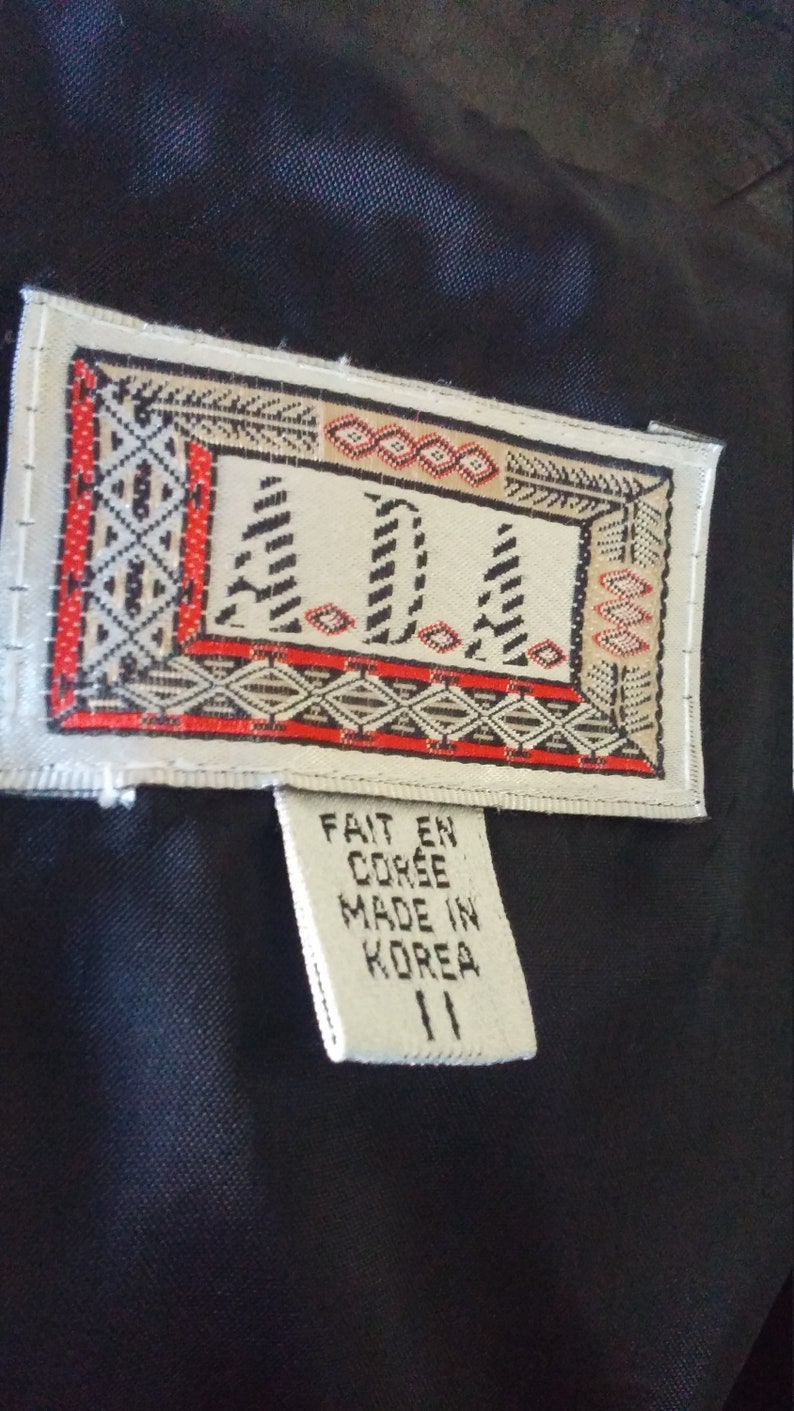 A.D.A.
FAIT EN
CORÉE
MADE IN
KOREA
11